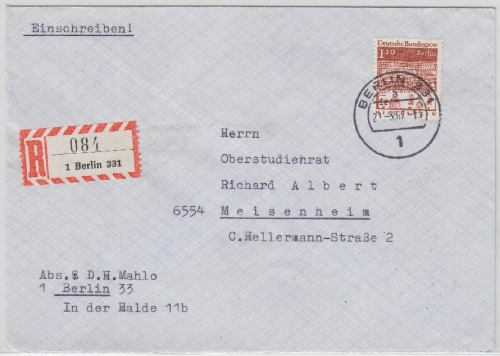 Einschreiben!
Deutsche Bundespost
1 10 Berlin
BERLIN 331
1
R
084
1 Berlin 331
Herrn
Oberstudienrat
Richard Albert
6554 Meisenheim
C.Hellermann-Straße 2
Abs.: D.H.Mahlo
1 Berlin 33
In der Halde 11b